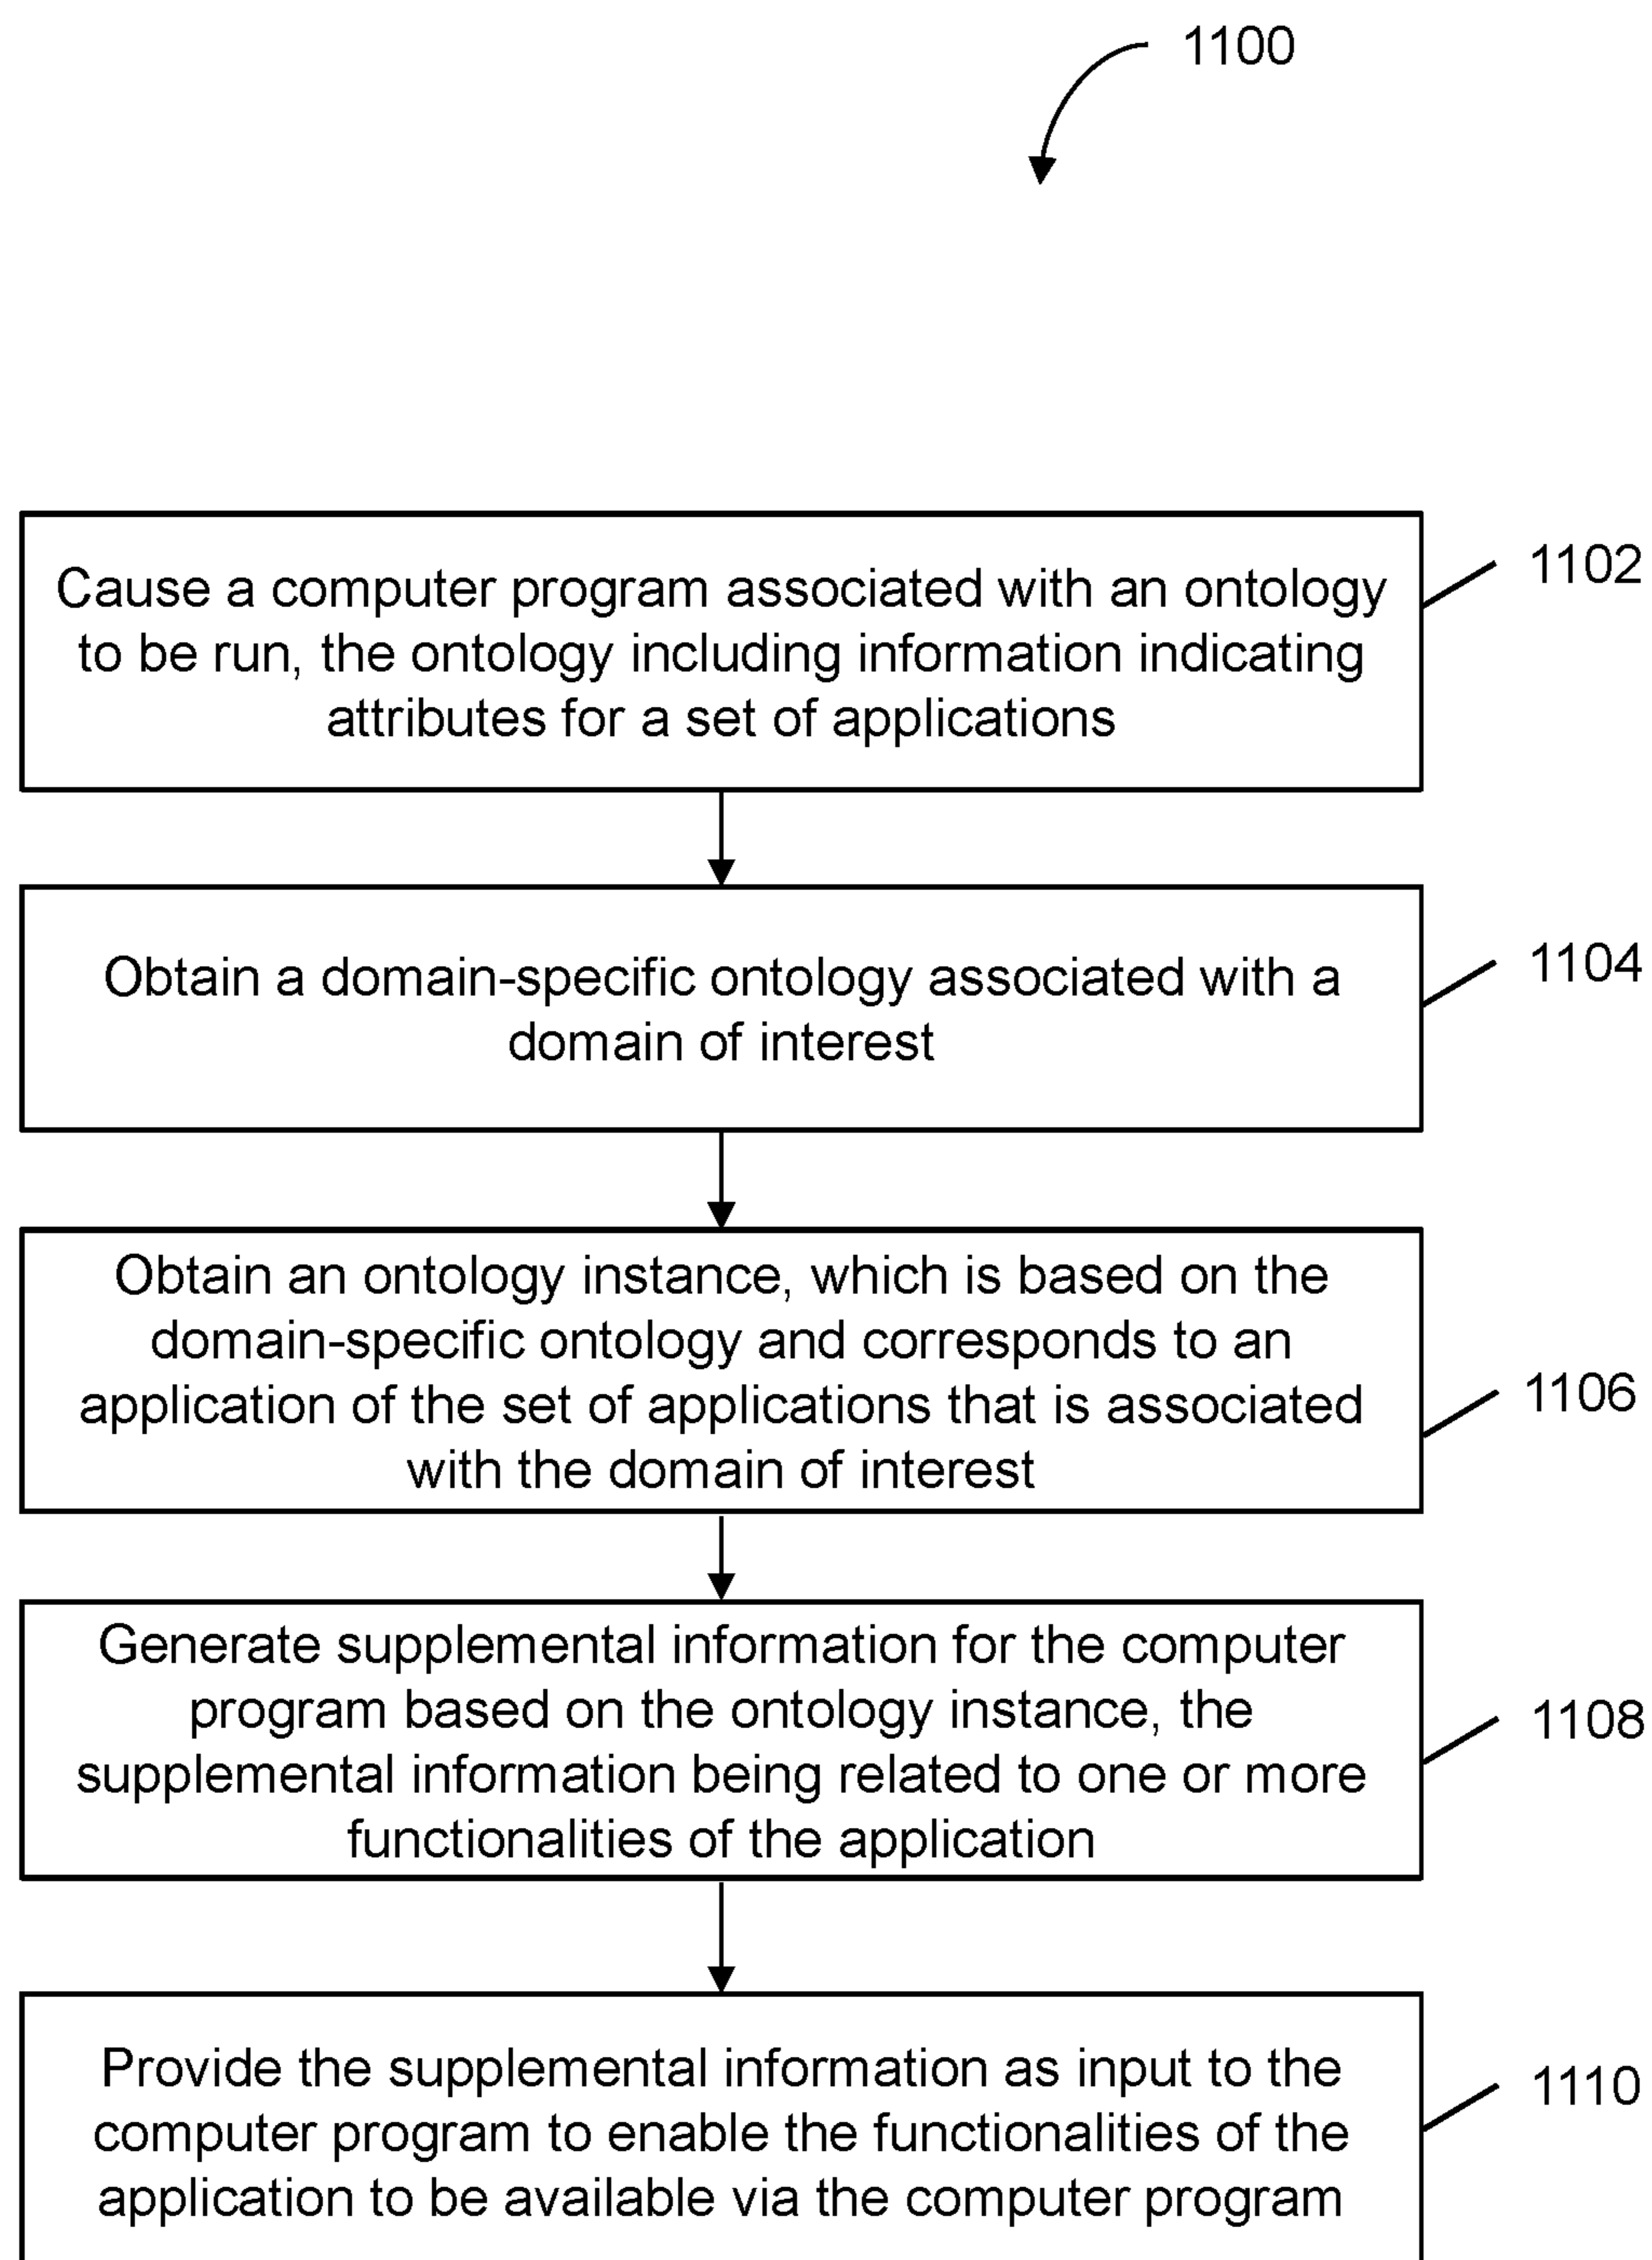 1100
Cause a computer program associated with an ontology
to be run, the ontology including information indicating
attributes for a set of applications
1102
Obtain a domain-specific ontology associated with a
domain of interest
1104
Obtain an ontology instance, which is based on the
domain-specific ontology and corresponds to an
application of the set of applications that is associated
with the domain of interest
1106
Generate supplemental information for the computer
program based on the ontology instance, the
supplemental information being related to one or more
functionalities of the application
1108
Provide the supplemental information as input to the
computer program to enable the functionalities of the
application to be available via the computer program
1110